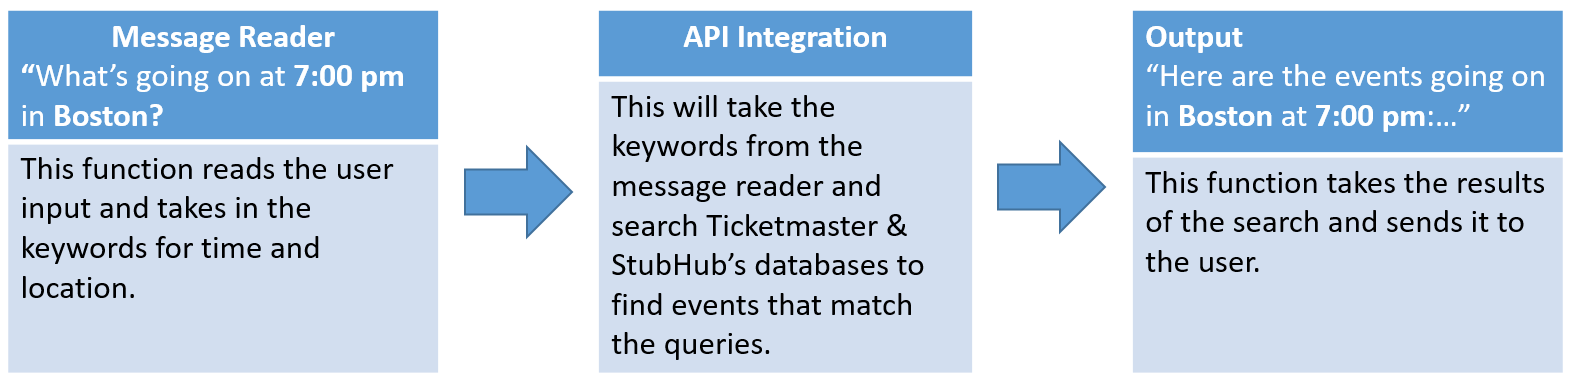 Message Reader
“What’s going on at 7:00 pm
in Boston?
This function reads the user
input and takes in the
keywords for time and
location.
API Integration
This will take the
keywords from the
message reader and
search Ticketmaster &
StubHub’s databases to
find events that match
the queries.
Output
“Here are the events going on
in Boston at 7:00 pm:...”
This function takes the results
of the search and sends it to
the user.